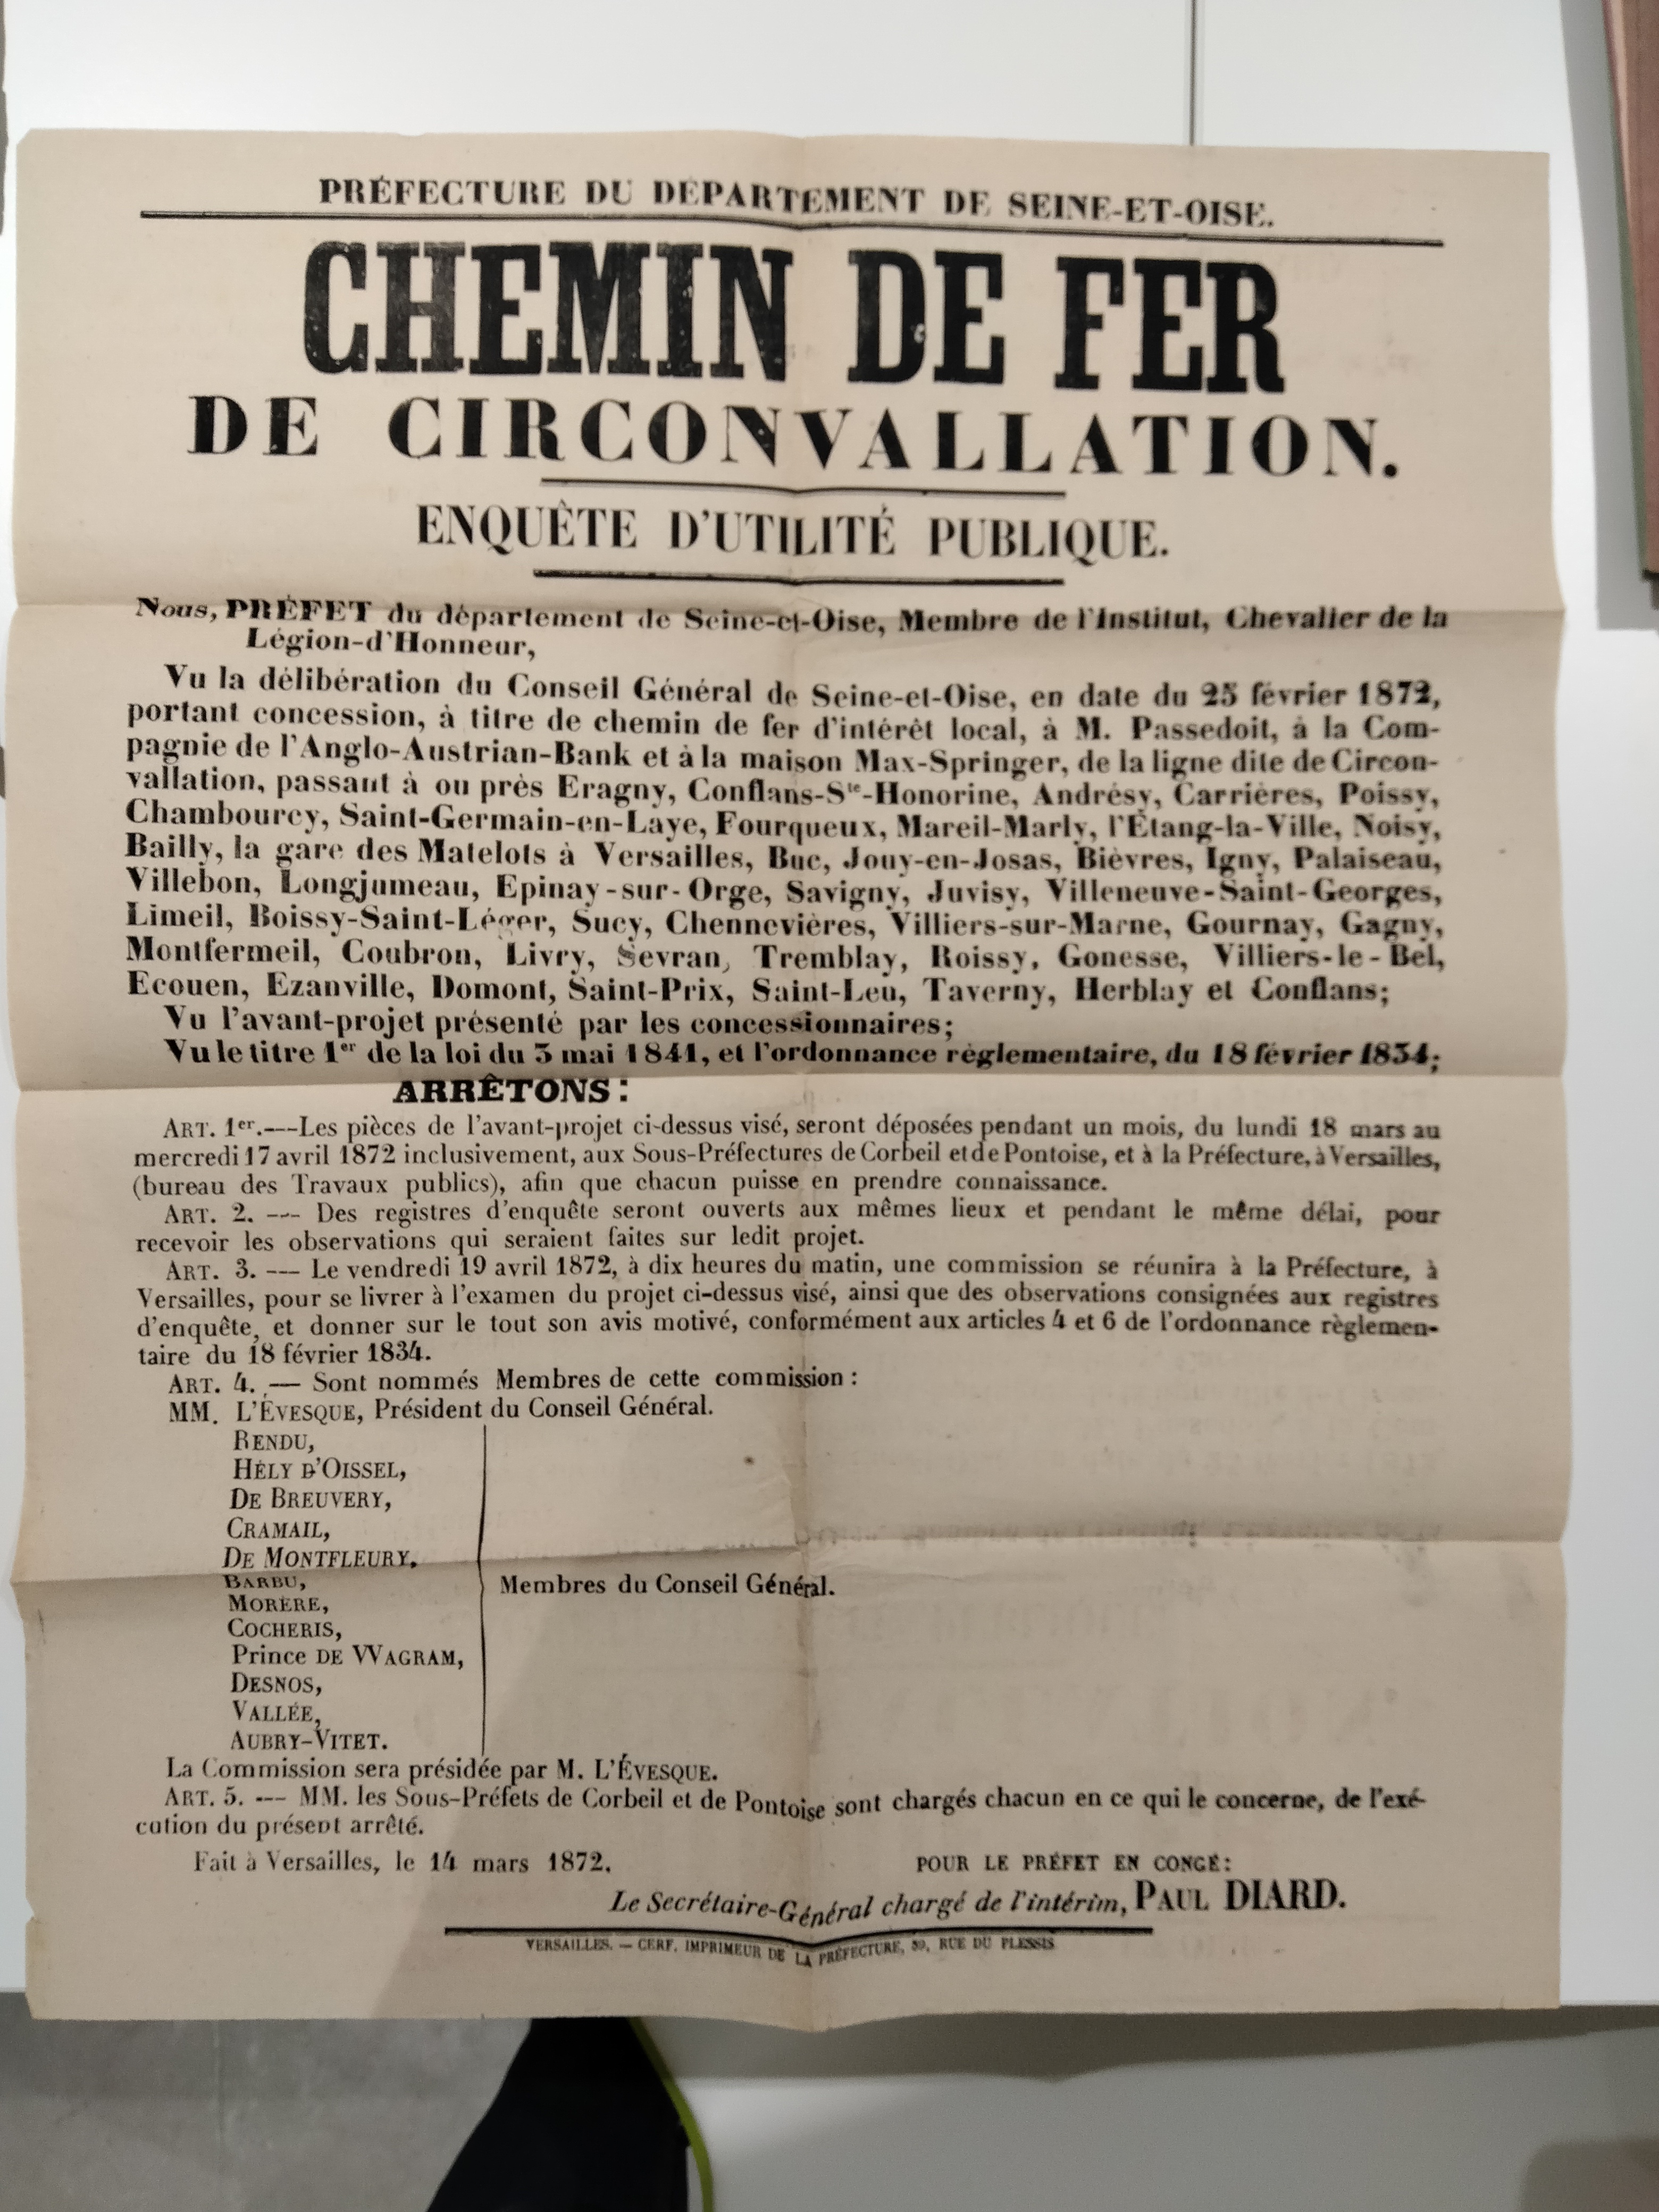 PRÉFECTURE DU DÉPARTEMENT DE SEINE-ET-OISE.
CHEMIN DE FER
DE CIRCONVALLATION.
ENQUÊTE D'UTILITÉ PUBLIQUE.
Nous, PRÉFET du département de Seine-et-Oise, Membre de l'Institut, Chevalier de la
Légion-d'Honneur,
Vu la délibération du Conseil Général de Seine-et-Oise, en date du 25 février 1872,
portant concession, à titre de chemin de fer d'intérêt local, à M. Passedoit, à la Com-
pagnie de l'Anglo-Austrian-Bank et à la maison Max-Springer, de la ligne dite de Circon-
vallation, passant à ou près Eragny, Conflans-Ste-Honorine, Andrésy, Carrières, Poissy,
Chambourcy, Saint-Germain-en-Laye, Fourqueux, Mareil-Marly, l'Étang-la-Ville, Noisy,
Bailly, la gare des Matelots à Versailles, Buc, Jouy-en-Josas, Bièvres, Igny, Palaiseau,
Villebon, Longjumeau, Epinay-sur-Orge, Savigny, Juvisy, Villeneuve-Saint-Georges,
Limeil, Boissy-Saint-Léger, Sucy, Chennevières, Villiers-sur-Marne, Gournay, Gagny,
Montfermeil, Coubron, Livry, Sevran, Tremblay, Roissy, Gonesse, Villiers-le-Bel,
Ecouen, Ezanville, Domont, Saint-Prix, Saint-Leu, Taverny, Herblay et Conflans;
Vu l'avant-projet présenté par les concessionnaires;
Vu le titre 1er de la loi du 3 mai 1841, et l'ordonnance règlementaire, du 18 février 1834;
ARRÊTONS:
ART. 1er.—Les pièces de l'avant-projet ci-dessus visé, seront déposées pendant un mois, du lundi 18 mars au
mercredi 17 avril 1872 inclusivement, aux Sous-Préfectures de Corbeil et de Pontoise, et à la Préfecture, à Versailles,
(bureau des Travaux publics), afin que chacun puisse en prendre connaissance.
ART. 2. — Des registres d'enquête seront ouverts aux mêmes lieux et pendant le même délai, pour
recevoir les observations qui seraient faites sur ledit projet.
ART. 3. — Le vendredi 19 avril 1872, à dix heures du matin, une commission se réunira à la Préfecture, à
Versailles, pour se livrer à l'examen du projet ci-dessus visé, ainsi que des observations consignées aux registres
d'enquête, et donner sur le tout son avis motivé, conformément aux articles 4 et 6 de l'ordonnance règlemen-
taire du 18 février 1834.
ART. 4. — Sont nommés Membres de cette commission :
MM. L'ÉVESQUE, Président du Conseil Général.
RENDU,
HÉLY D'OISSEL,
DE BREUVERY,
CRAMAIL,
DE MONTFLEURY,
BARBU,
Membres du Conseil Général.
MORÈRE,
COCHERIS,
Prince DE WAGRAM,
DESNOS,
VALLÉE,
AUBRY-VITET.
La Commission sera présidée par M. L'ÉVESQUE.
ART. 5. — MM. les Sous-Préfets de Corbeil et de Pontoise sont chargés chacun en ce qui le concerne, de l'exé-
cution du présent arrêté.
Fait à Versailles, le 14 mars 1872.
POUR LE PRÉFET EN CONGÉ:
Le Secrétaire-Général chargé de l'intérim, PAUL DIARD.
VERSAILLES. — CERF, IMPRIMEUR DE LA PRÉFECTURE, 59, RUE DU PLESSIS